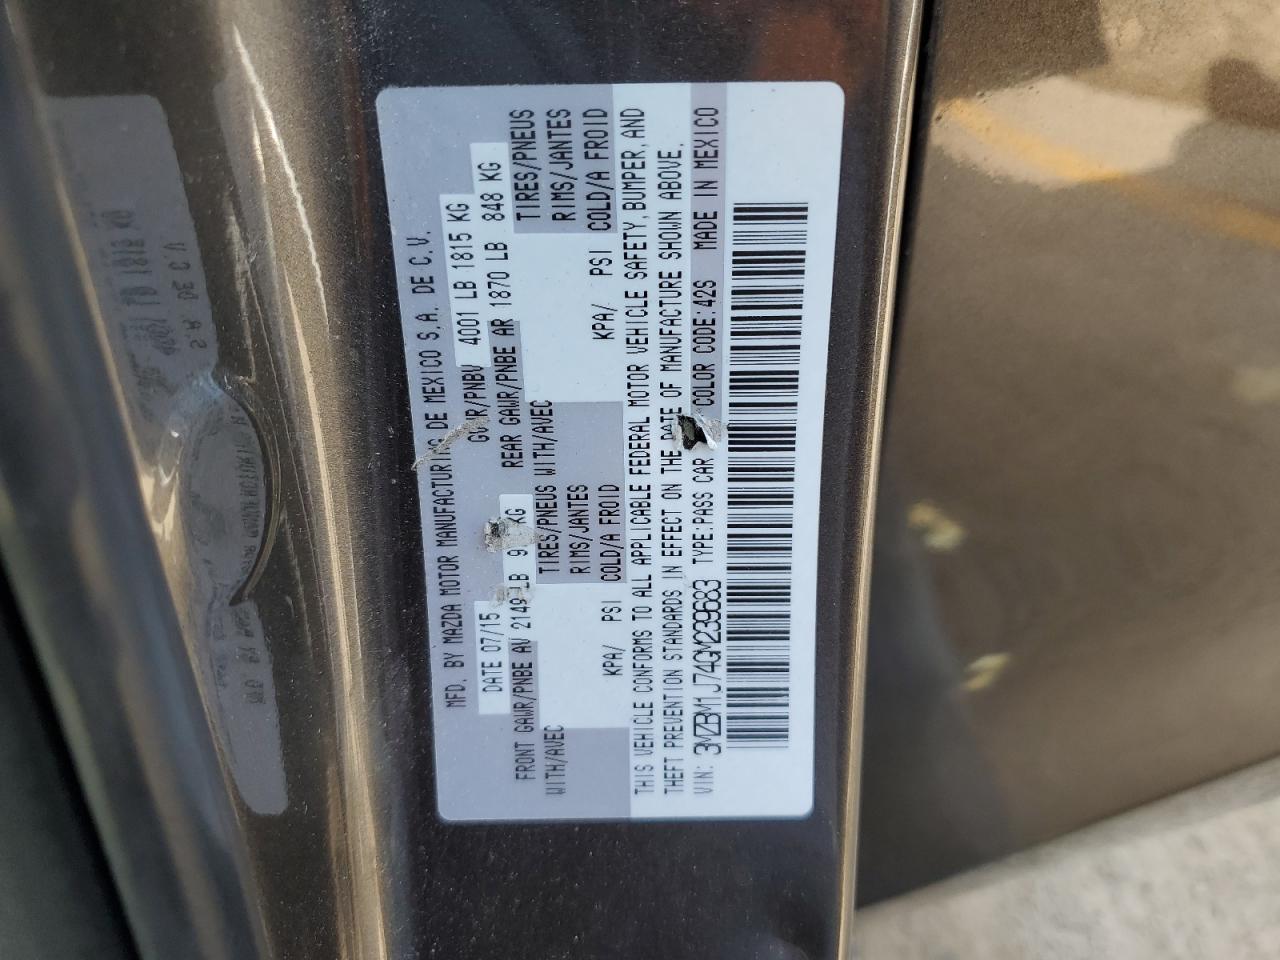 MFD. BY MAZDA MOTOR MANUFACTURING DE MEXICO S.A. DE C.V.
DATE 07/15 GVWR/PNBV 4001 LB 1815 KG
FRONT GAWR/PNBE AV 2149 LB KG REAR GAWR/PNBE AR 1870 LB 848 KG
WITH/AVEC TIRES/PNEUS WITH/AVEC TIRES/PNEUS
RIMS/JANTES RIMS/JANTES
KPA/ PSI COLD/A FROID KPA/ PSI COLD/A FROID
THIS VEHICLE CONFORMS TO ALL APPLICABLE FEDERAL MOTOR VEHICLE SAFETY, BUMPER, AND
THEFT PREVENTION STANDARDS IN EFFECT ON THE DATE OF MANUFACTURE SHOWN ABOVE.
VIN: 3MZBM1J74GM239683 TYPE:PASS CAR COLOR CODE:42S MADE IN MEXICO